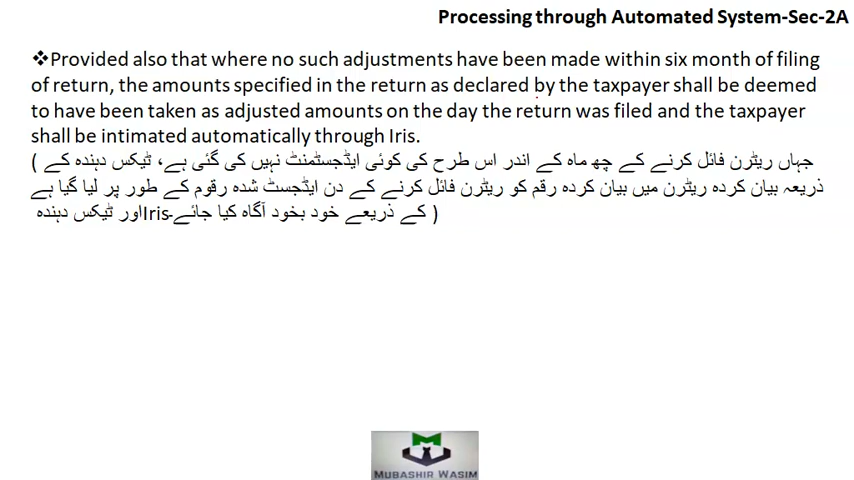 Processing through Automated System-Sec-2A
❖Provided also that where no such adjustments have been made within six month of filing
of return, the amounts specified in the return as declared by the taxpayer shall be deemed
to have been taken as adjusted amounts on the day the return was filed and the taxpayer
shall be intimated automatically through Iris.
( جہاں ریٹرن فائل کرنے کے چھ ماہ کے اندر اس طرح کی کوئی ایڈجسٹمنٹ نہیں کی گئی ہے، ٹیکس دہندہ کے
ذریعہ بیان کردہ ریٹرن میں بیان کردہ رقم کو ریٹرن فائل کرنے کے دن ایڈجسٹ شدہ رقوم کے طور پر لیا گیا ہے
اور ٹیکس دہندہ Iris کے ذریعے خود بخود آگاہ کیا جائے۔ )
MUBASHIR WASIM